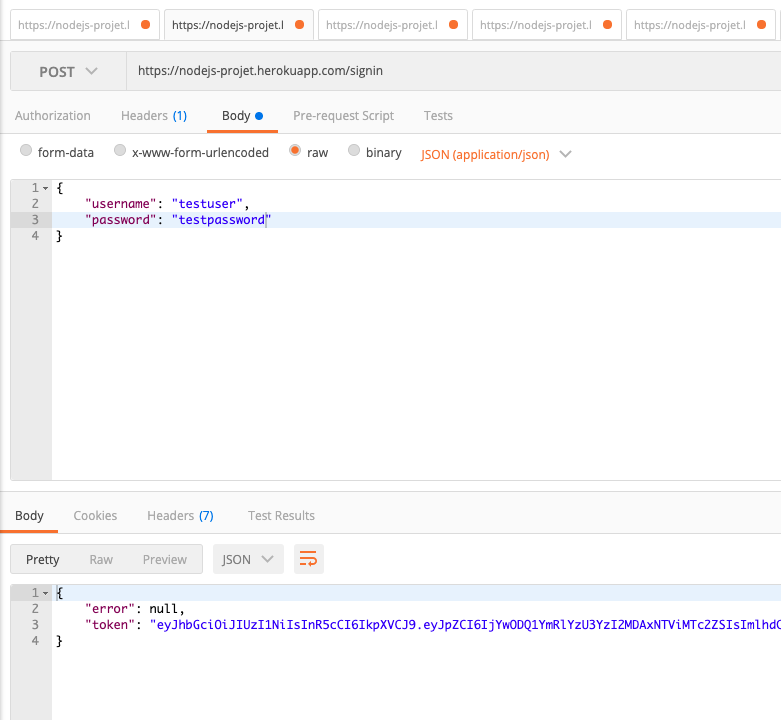 https://nodejs-projet.l https://nodejs-projet.l https://nodejs-projet.l https://nodejs-projet.l https://nodejs-projet.l
POST https://nodejs-projet.herokuapp.com/signin
Authorization Headers (1) Body Pre-request Script Tests
form-data x-www-form-urlencoded raw binary JSON (application/json)
1 {
2 "username": "testuser",
3 "password": "testpassword"
4 }
Body Cookies Headers (7) Test Results
Pretty Raw Preview JSON
1 {
2 "error": null,
3 "token": "eyJhbGciOiJIUzI1NiIsInR5cCI6IkpXVCJ9.eyJpZCI6IjYwODQ1YmRlYzU3YzI2MDAxNTViMTc2ZSIsImlhdC
4 }